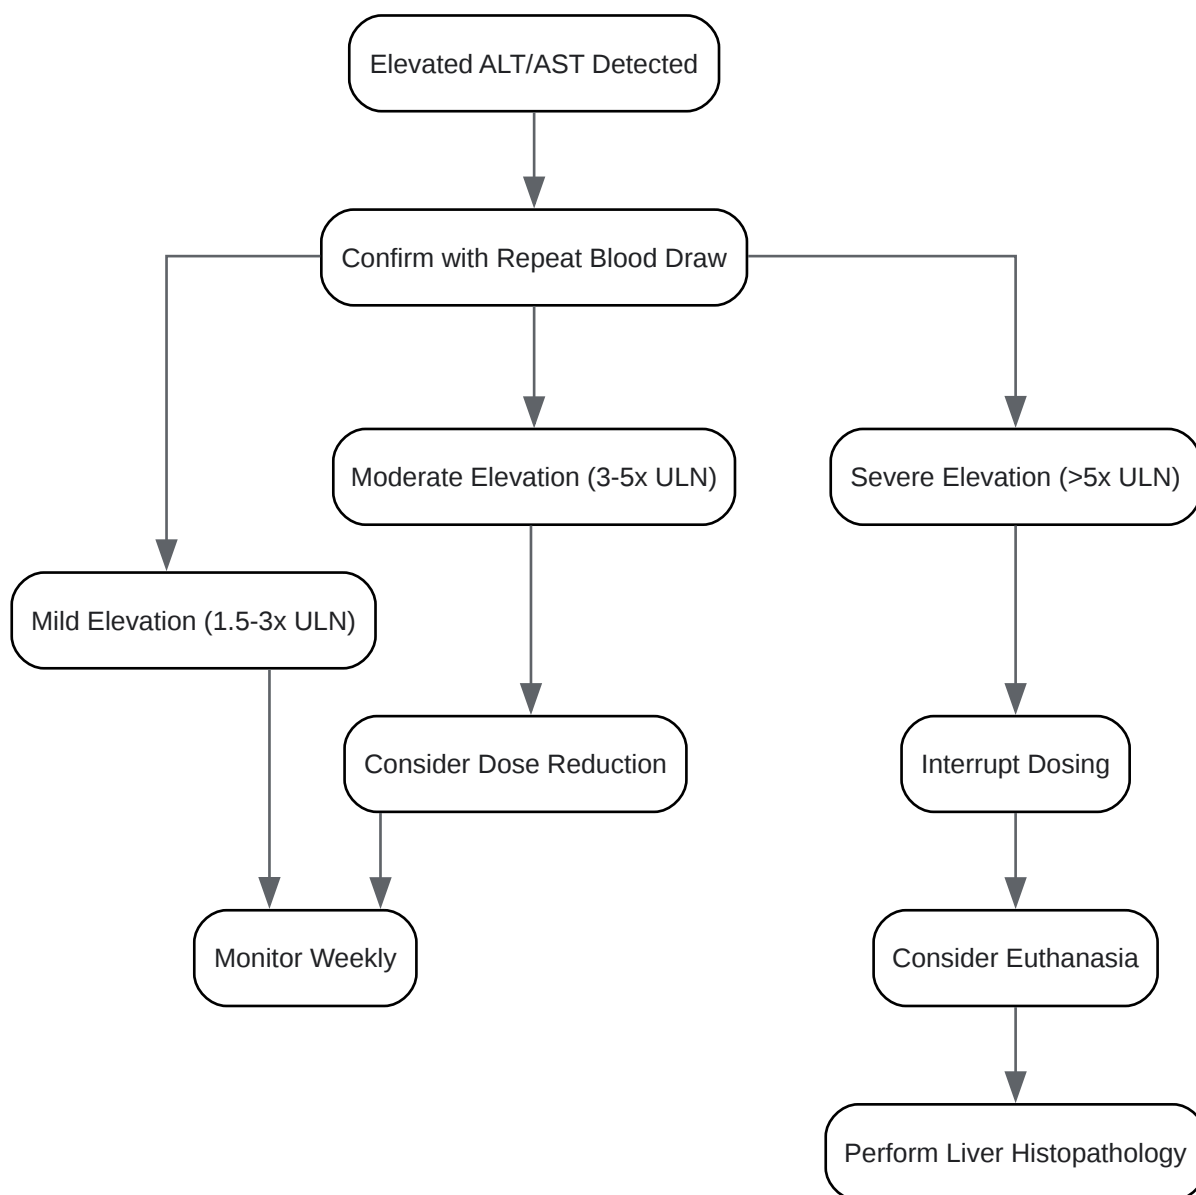 Elevated ALT/AST Detected
Confirm with Repeat Blood Draw
Moderate Elevation (3-5x ULN)
Severe Elevation (>5x ULN)
Mild Elevation (1.5-3x ULN)
Consider Dose Reduction
Interrupt Dosing
Monitor Weekly
Consider Euthanasia
Perform Liver Histopathology